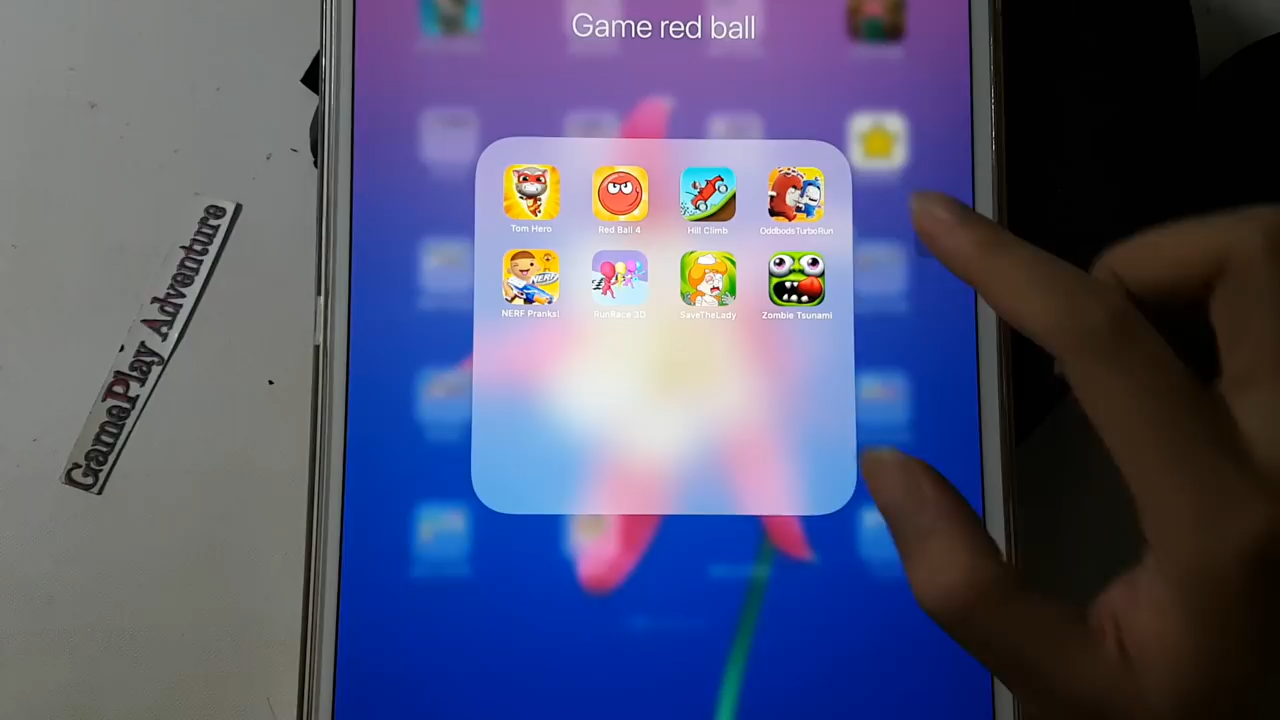 Game red ball
Tom Hero
Red Ball 4
Hill Climb
OddbodsTurboRun
NERF
NERF Pranks!
RunRace 3D
SaveTheLady
Zombie Tsunami
GamePlay Adventure